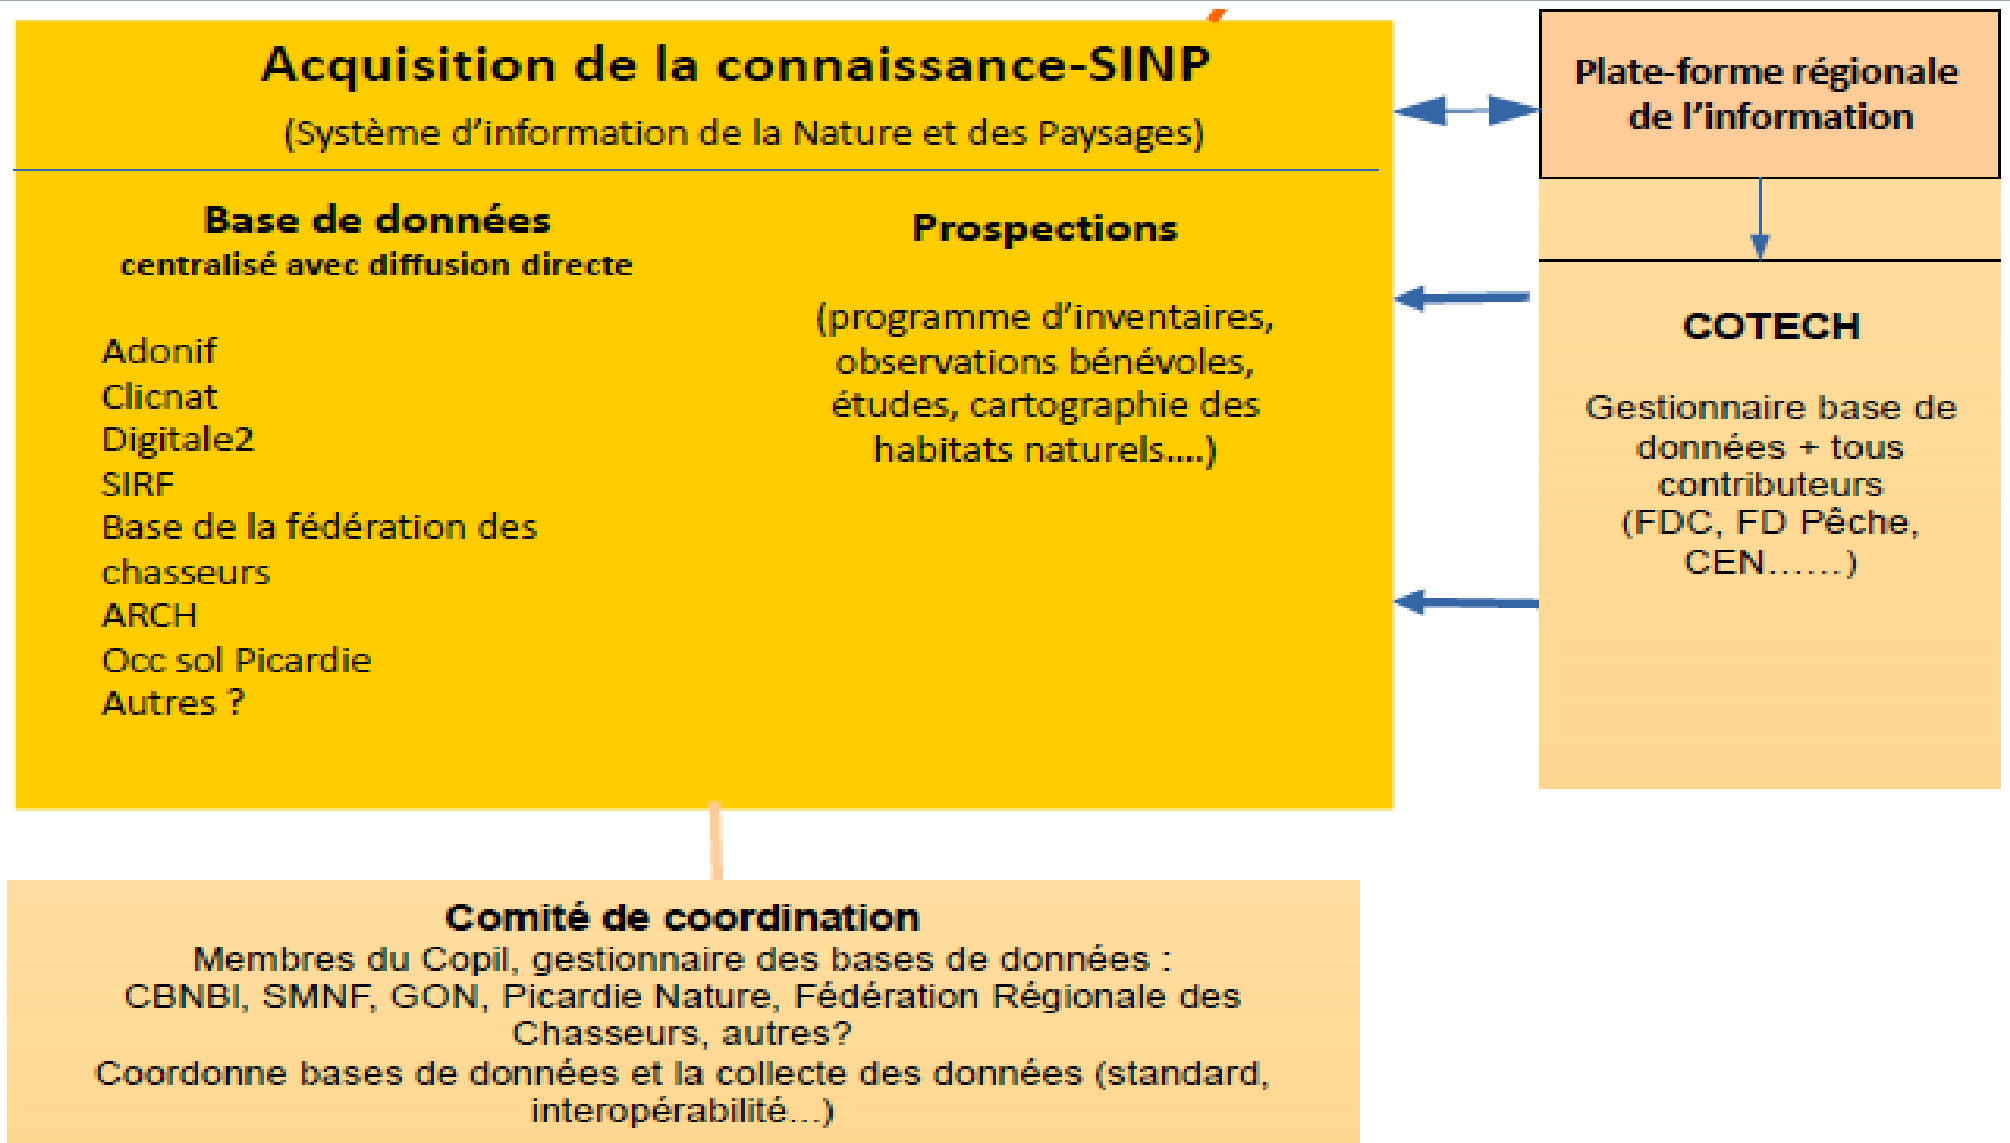 Acquisition de la connaissance-SINP
(Système d'information de la Nature et des Paysages)
Base de données
centralisé avec diffusion directe
Adonif
Clicnat
Digitale2
SIRF
Base de la fédération des
chasseurs
ARCH
Occ sol Picardie
Autres ?
Prospections
(programme d'inventaires,
observations bénévoles,
études, cartographie des
habitats naturels....)
Plate-forme régionale
de l'information
COTECH
Gestionnaire base de
données + tous
contributeurs
(FDC, FD Pêche,
CEN......)
Comité de coordination
Membres du Copil, gestionnaire des bases de données :
CBNBI, SMNF, GON, Picardie Nature, Fédération Régionale des
Chasseurs, autres?
Coordonne bases de données et la collecte des données (standard,
interopérabilité...)